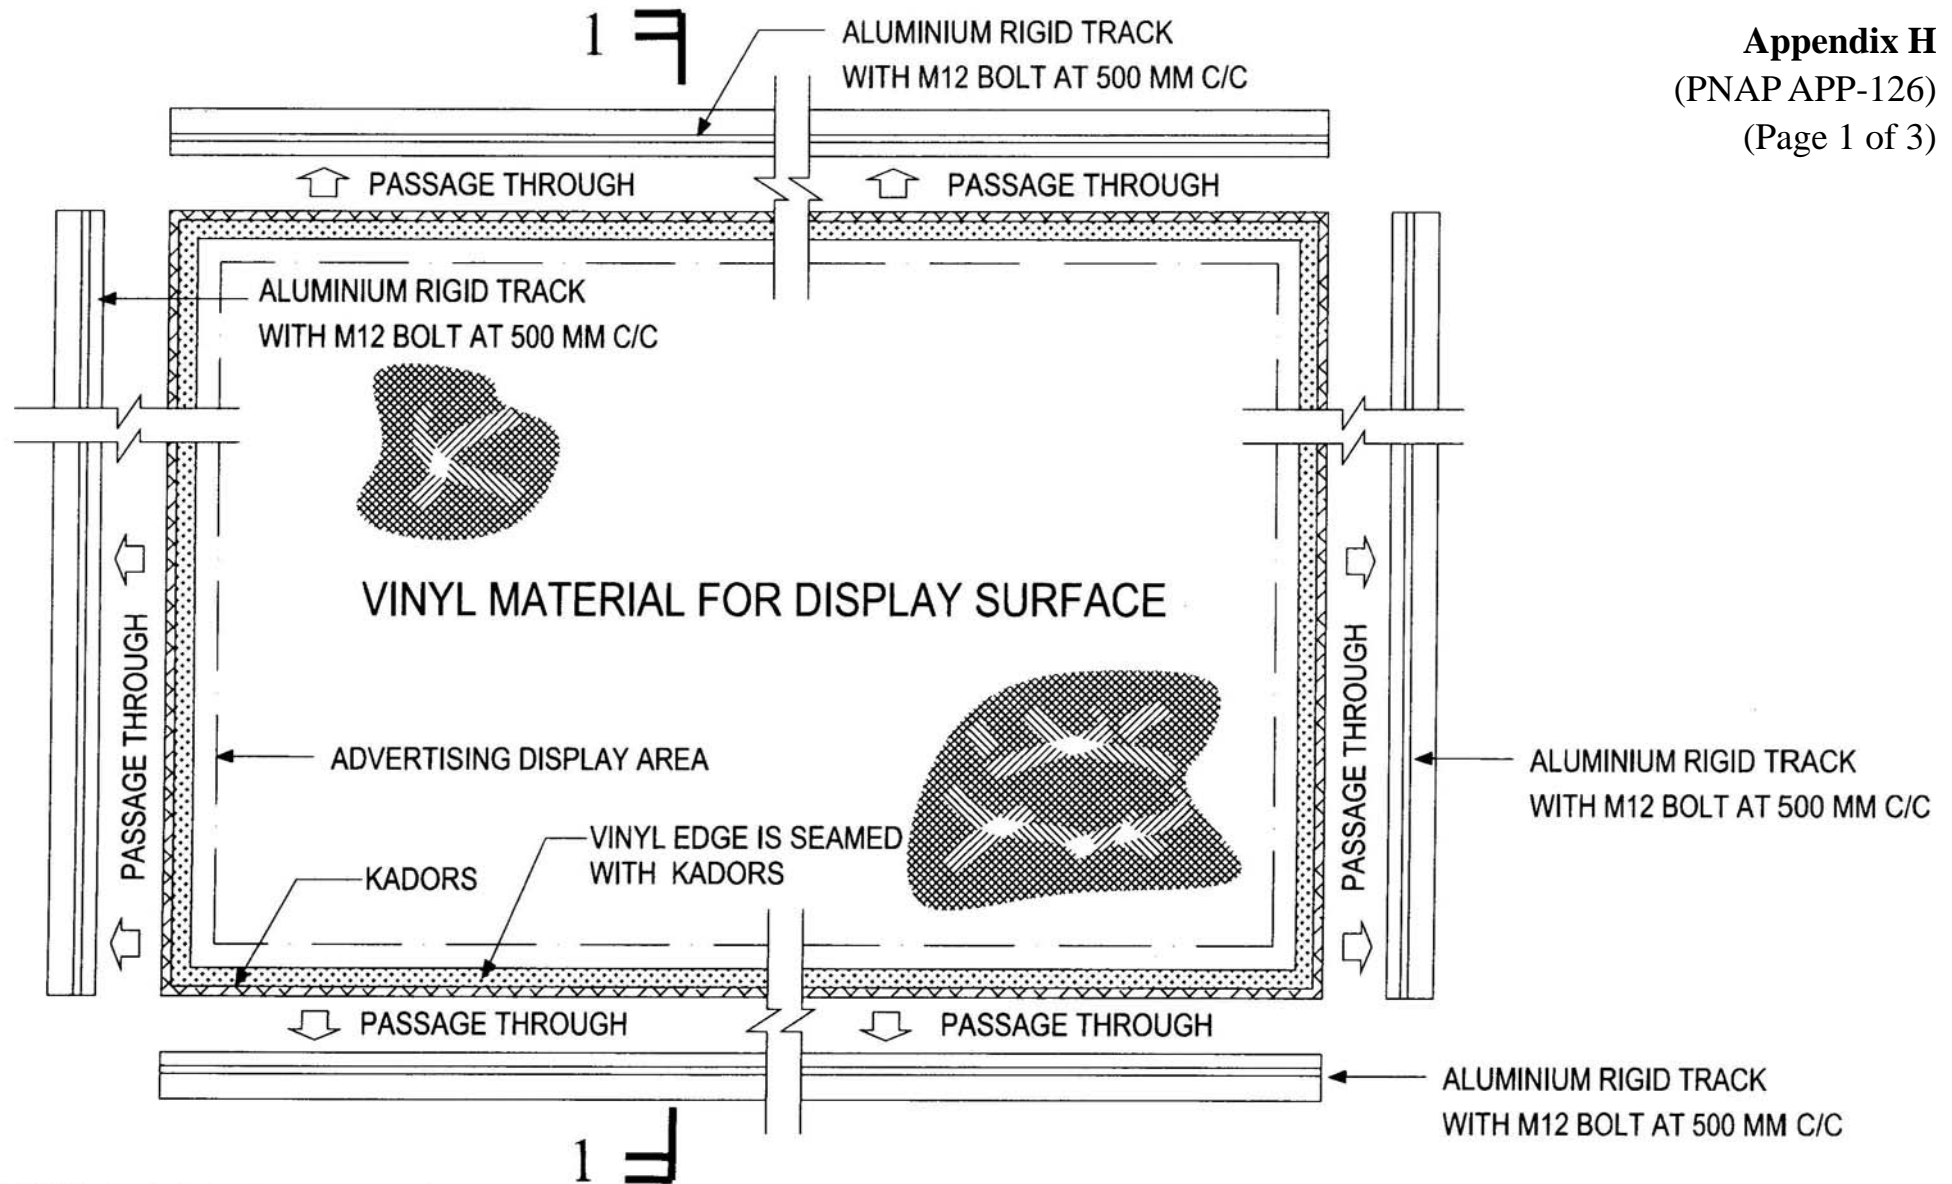 1
ALUMINIUM RIGID TRACK
WITH M12 BOLT AT 500 MM C/C
Appendix H
(PNAP APP-126)
(Page 1 of 3)
PASSAGE THROUGH
PASSAGE THROUGH
ALUMINIUM RIGID TRACK
WITH M12 BOLT AT 500 MM C/C
VINYL MATERIAL FOR DISPLAY SURFACE
PASSAGE THROUGH
PASSAGE THROUGH
ADVERTISING DISPLAY AREA
ALUMINIUM RIGID TRACK
WITH M12 BOLT AT 500 MM C/C
VINYL EDGE IS SEAMED
WITH KADORS
KADORS
PASSAGE THROUGH
PASSAGE THROUGH
ALUMINIUM RIGID TRACK
WITH M12 BOLT AT 500 MM C/C
1